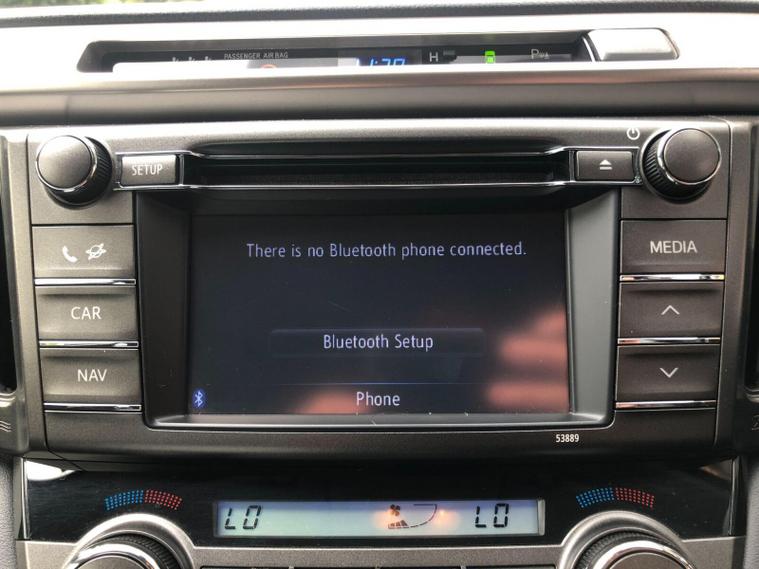 PASSENGER AIR BAG
H
SETUP
There is no Bluetooth phone connected.
MEDIA
CAR
Bluetooth Setup
NAV
Phone
53889
LO
LO